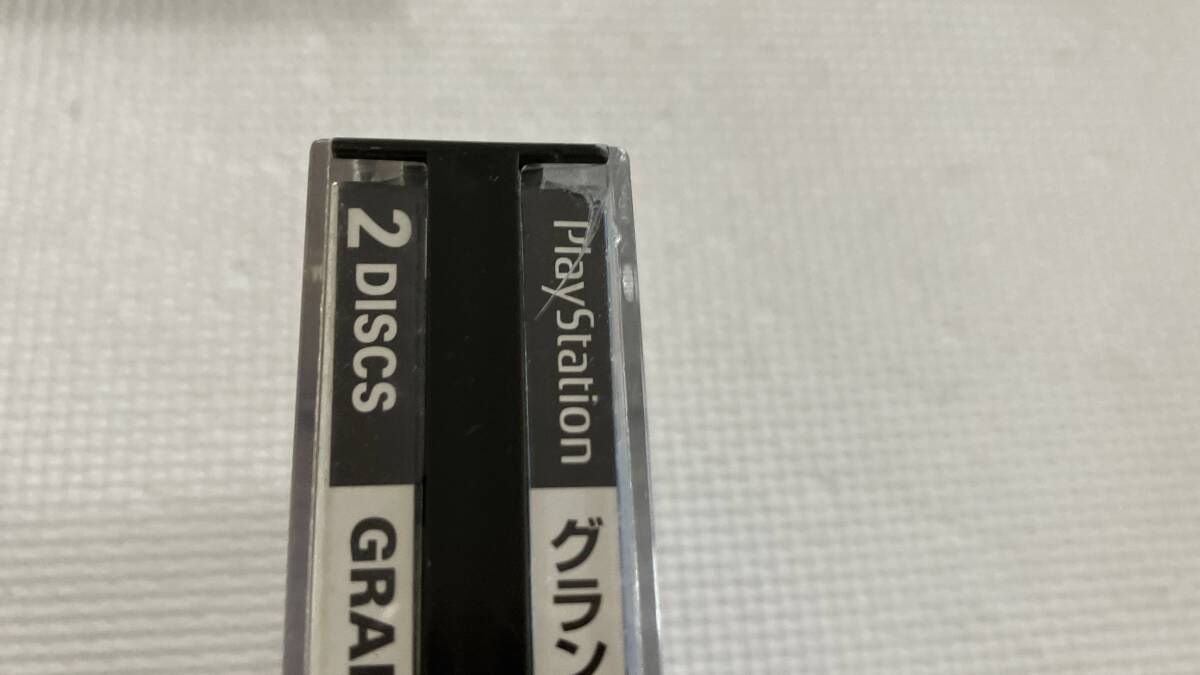 PlayStation
グラン
2 DISCS
GRA